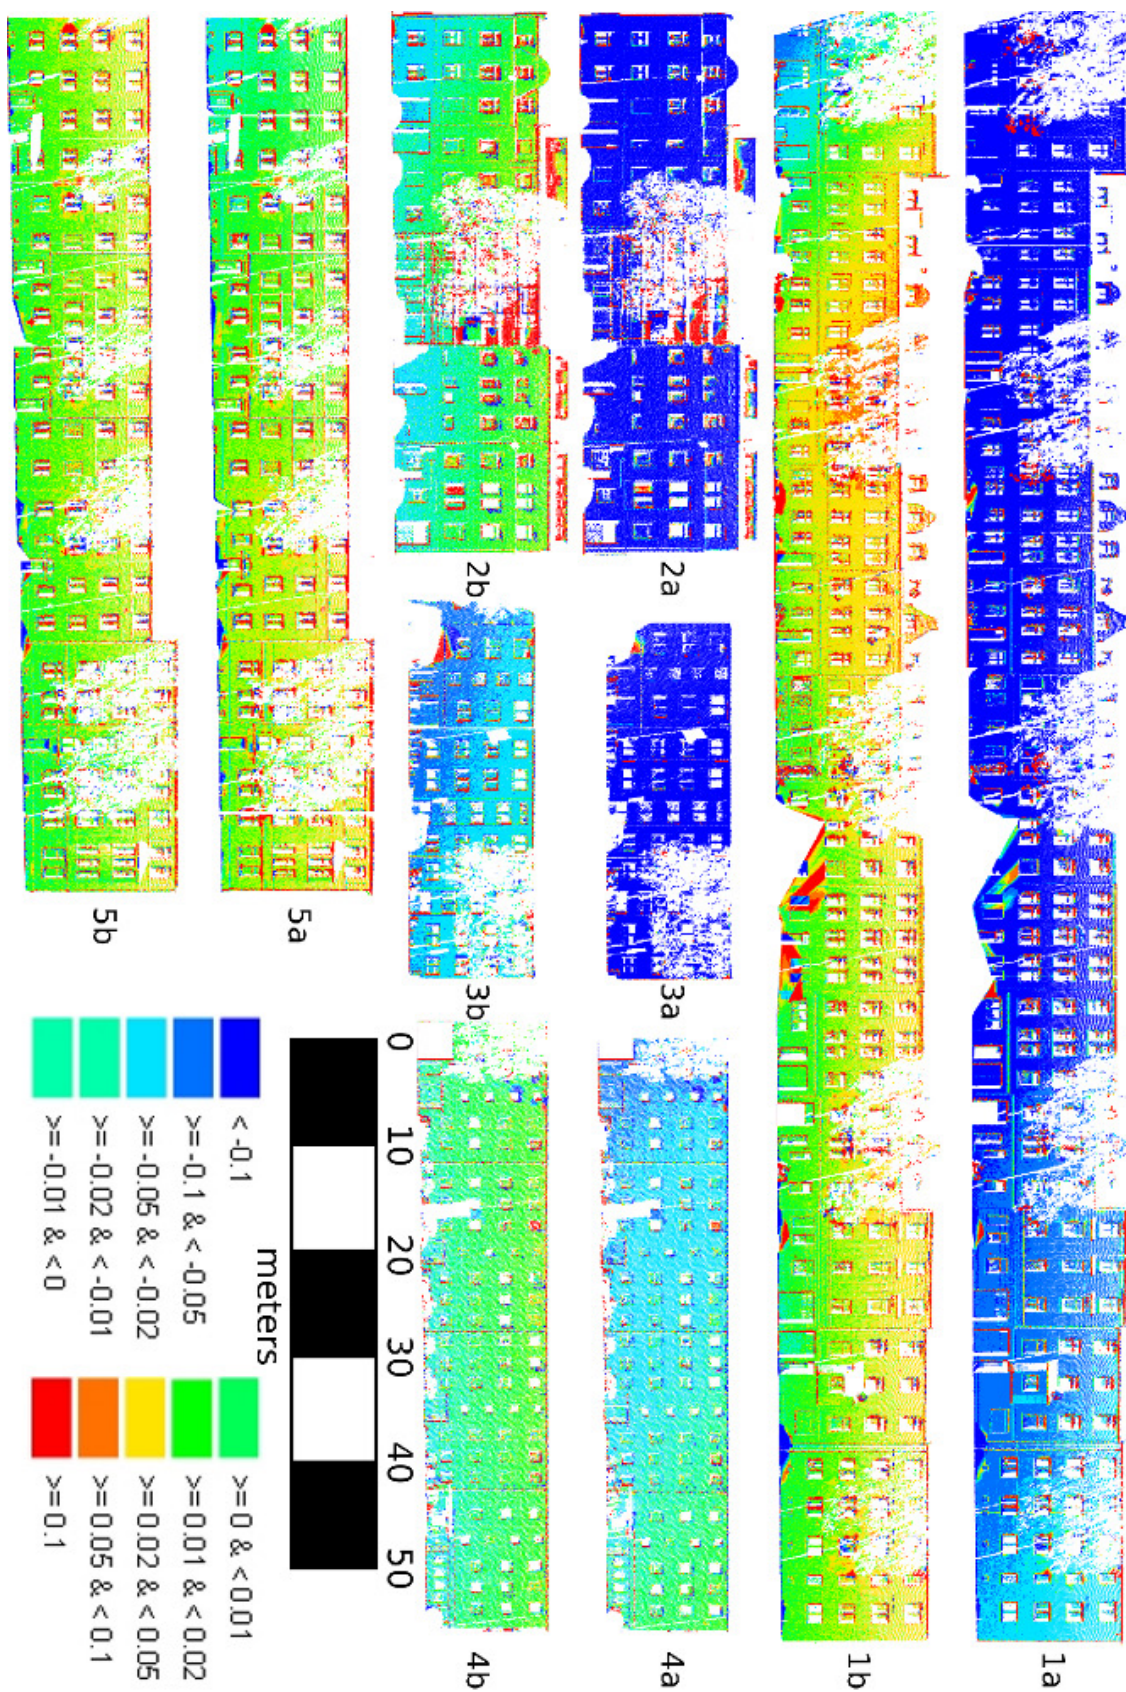 1a
1b
2a
2b
3a
3b
4a
4b
5a
5b
0 10 20 30 40 50
meters
< -0.1
>= -0.1 & < -0.05
>= -0.05 & < -0.02
>= -0.02 & < -0.01
>= -0.01 & < 0
>= 0 & < 0.01
>= 0.01 & < 0.02
>= 0.02 & < 0.05
>= 0.05 & < 0.1
>= 0.1